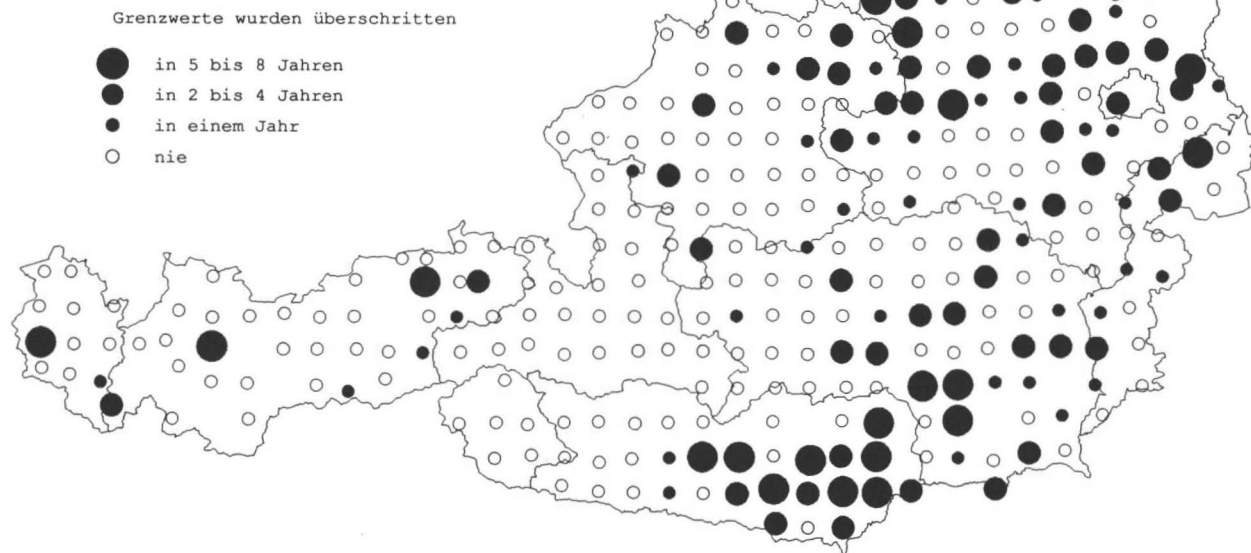 Grenzwerte wurden überschritten
in 5 bis 8 Jahren
in 2 bis 4 Jahren
in einem Jahr
nie